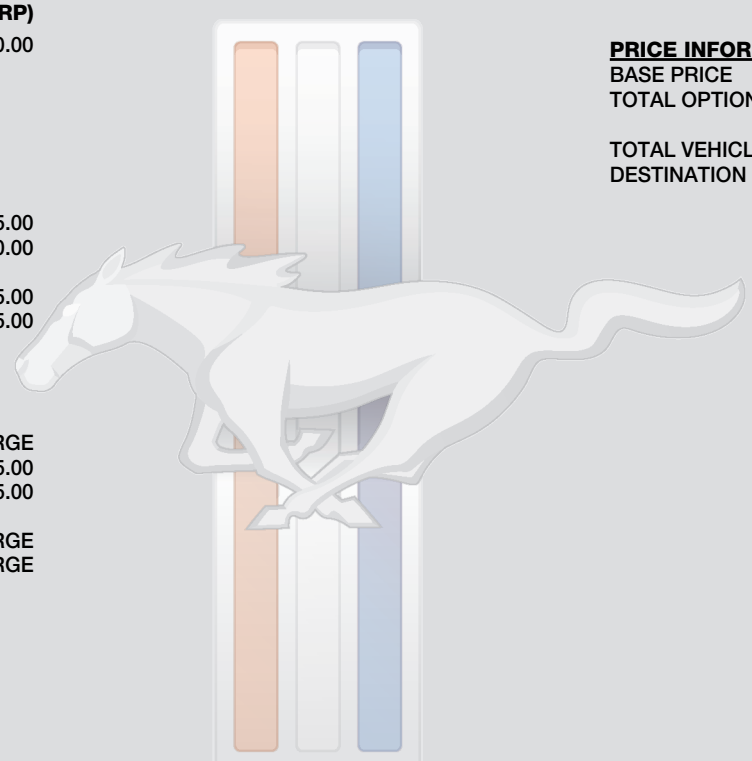 RP)
0.00
5.00
0.00
5.00
5.00
RGE
5.00
5.00
RGE
RGE
PRICE INFOR
BASE PRICE
TOTAL OPTION
TOTAL VEHICL
DESTINATION